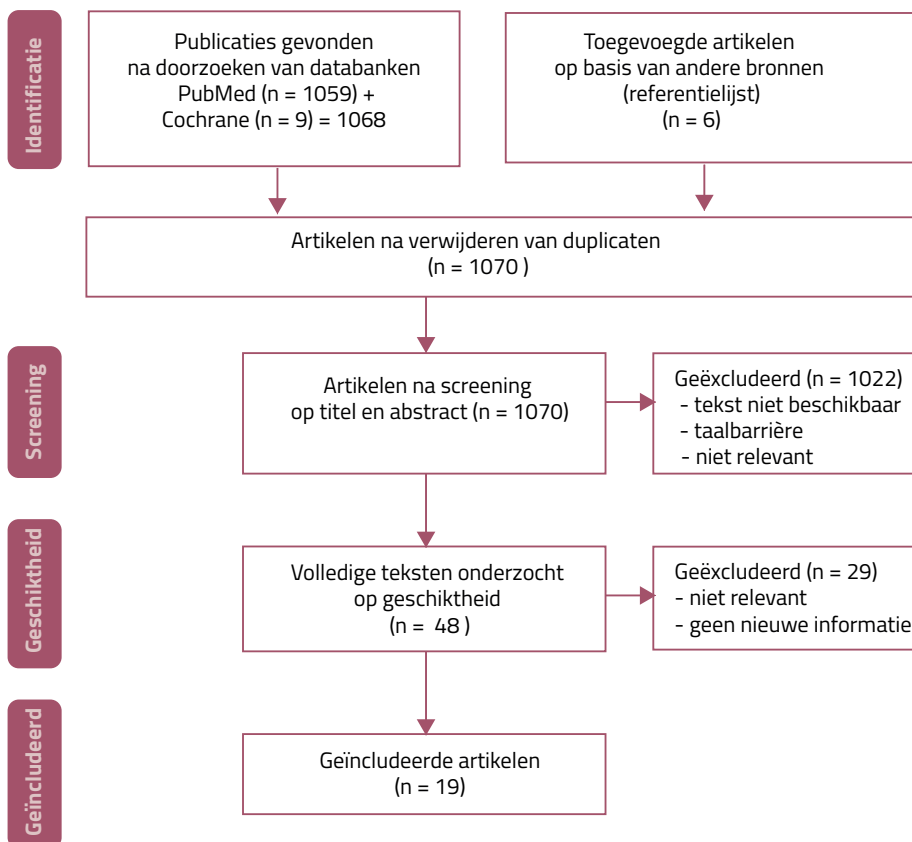 Identificatie
Publicaties gevonden
na doorzoeken van databanken
PubMed (n = 1059) +
Cochrane (n = 9) = 1068
Toegevoegde artikelen
op basis van andere bronnen
(referentielijst)
(n = 6)
Artikelen na verwijderen van duplicaten
(n = 1070 )
Screening
Artikelen na screening
op titel en abstract (n = 1070)
Geëxcludeerd (n = 1022)
- tekst niet beschikbaar
- taalbarrière
- niet relevant
Geschiktheid
Volledige teksten onderzocht
op geschiktheid
(n = 48 )
Geëxcludeerd (n = 29)
- niet relevant
- geen nieuwe informatie
Geïncludeerd
Geïncludeerde artikelen
(n = 19)